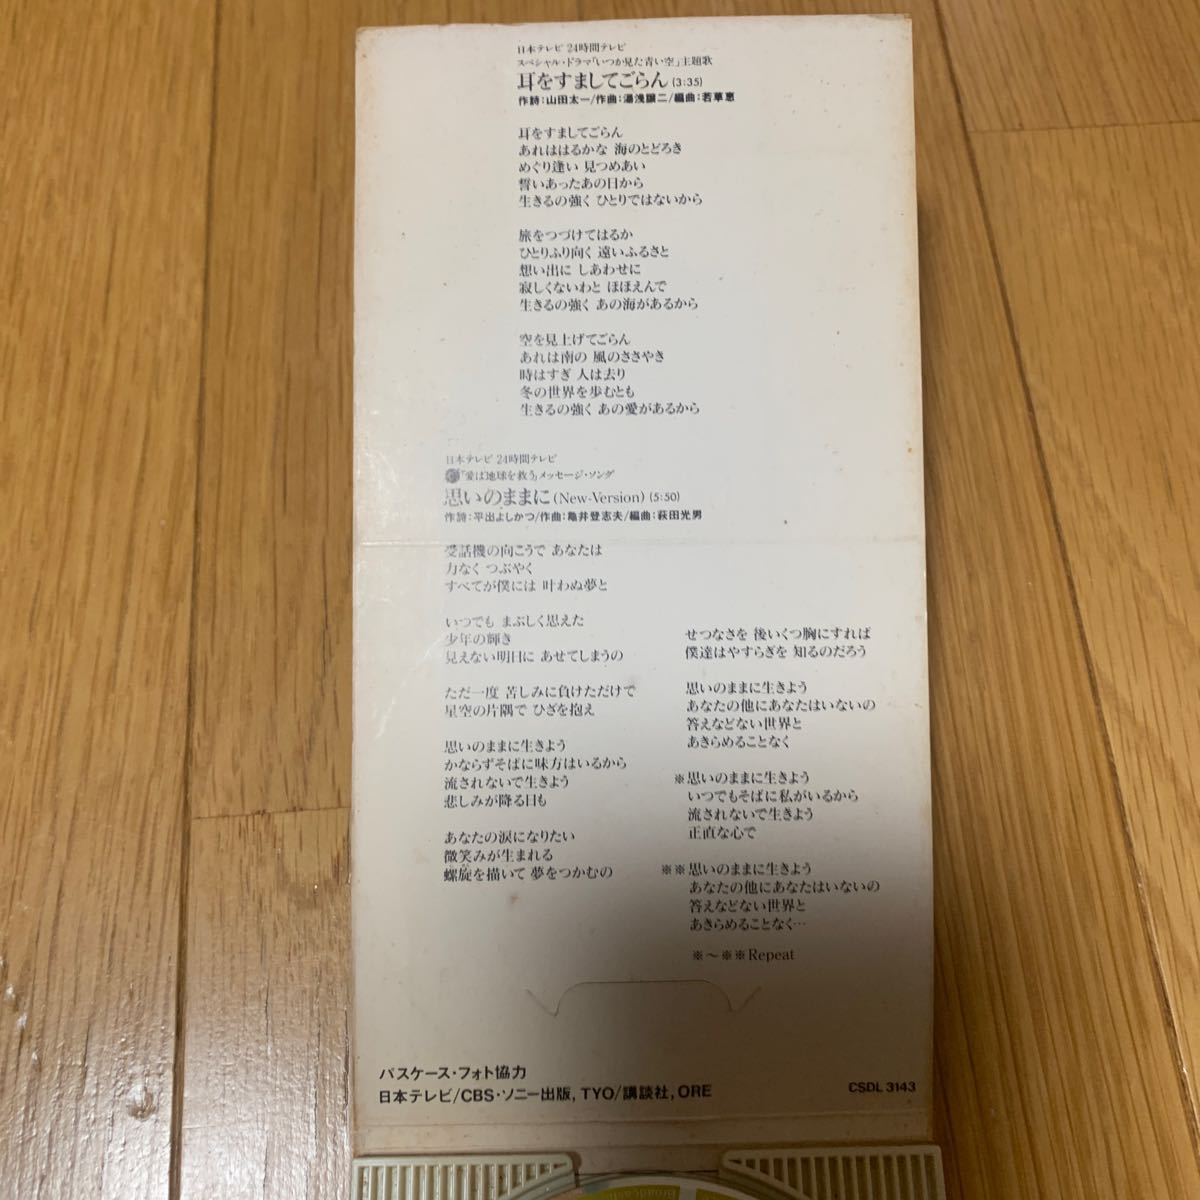 日本テレビ 24時間テレビ
スペシャル・ドラマ「いつか見た青い空」主題歌
耳をすましてごらん (3:35)
作詩:山田太一/作曲:湯浅譲二/編曲:若草恵
耳をすましてごらん
あれははるかな 海のとどろき
めぐり逢い 見つめあい
誓いあったあの日から
生きるの強く ひとりではないから
旅をつづけてはるか
ひとりふり向く 遠いふるさと
想い出に しあわせに
寂しくないわと ほほえんで
生きるの強く あの海があるから
空を見上げてごらん
あれは南の 風のささやき
時はすぎ 人は去り
冬の世界を歩むとも
生きるの強く あの愛があるから
日本テレビ 24時間テレビ
「愛は地球を救う」メッセージ・ソング
思いのままに (New-Version) (5:50)
作詩:平出よしかつ/作曲:亀井登志夫/編曲:萩田光男
受話機の向こうで あなたは
力なく つぶやく
すべてが僕には 叶わぬ夢と
いつでも まぶしく思えた
少年の輝き
見えない明日に あせてしまうの
ただ一度 苦しみに負けただけで
星空の片隅で ひざを抱え
思いのままに生きよう
かならずそばに味方はいるから
流されないで生きよう
悲しみが降る日も
あなたの涙になりたい
微笑みが生まれる
螺旋を描いて 夢をつかむの
せつなさを 後いくつ胸にすれば
僕達はやすらぎを 知るのだろう
思いのままに生きよう
あなたの他にあなたはいないの
答えなどない世界と
あきらめることなく
※思いのままに生きよう
いつでもそばに私がいるから
流されないで生きよう
正直な心で
※※思いのままに生きよう
あなたの他にあなたはいないの
答えなどない世界と
あきらめることなく…
※〜※※Repeat
パスケース・フォト協力
日本テレビ/CBS・ソニー出版, TYO/講談社, ORE
CSDL 3143